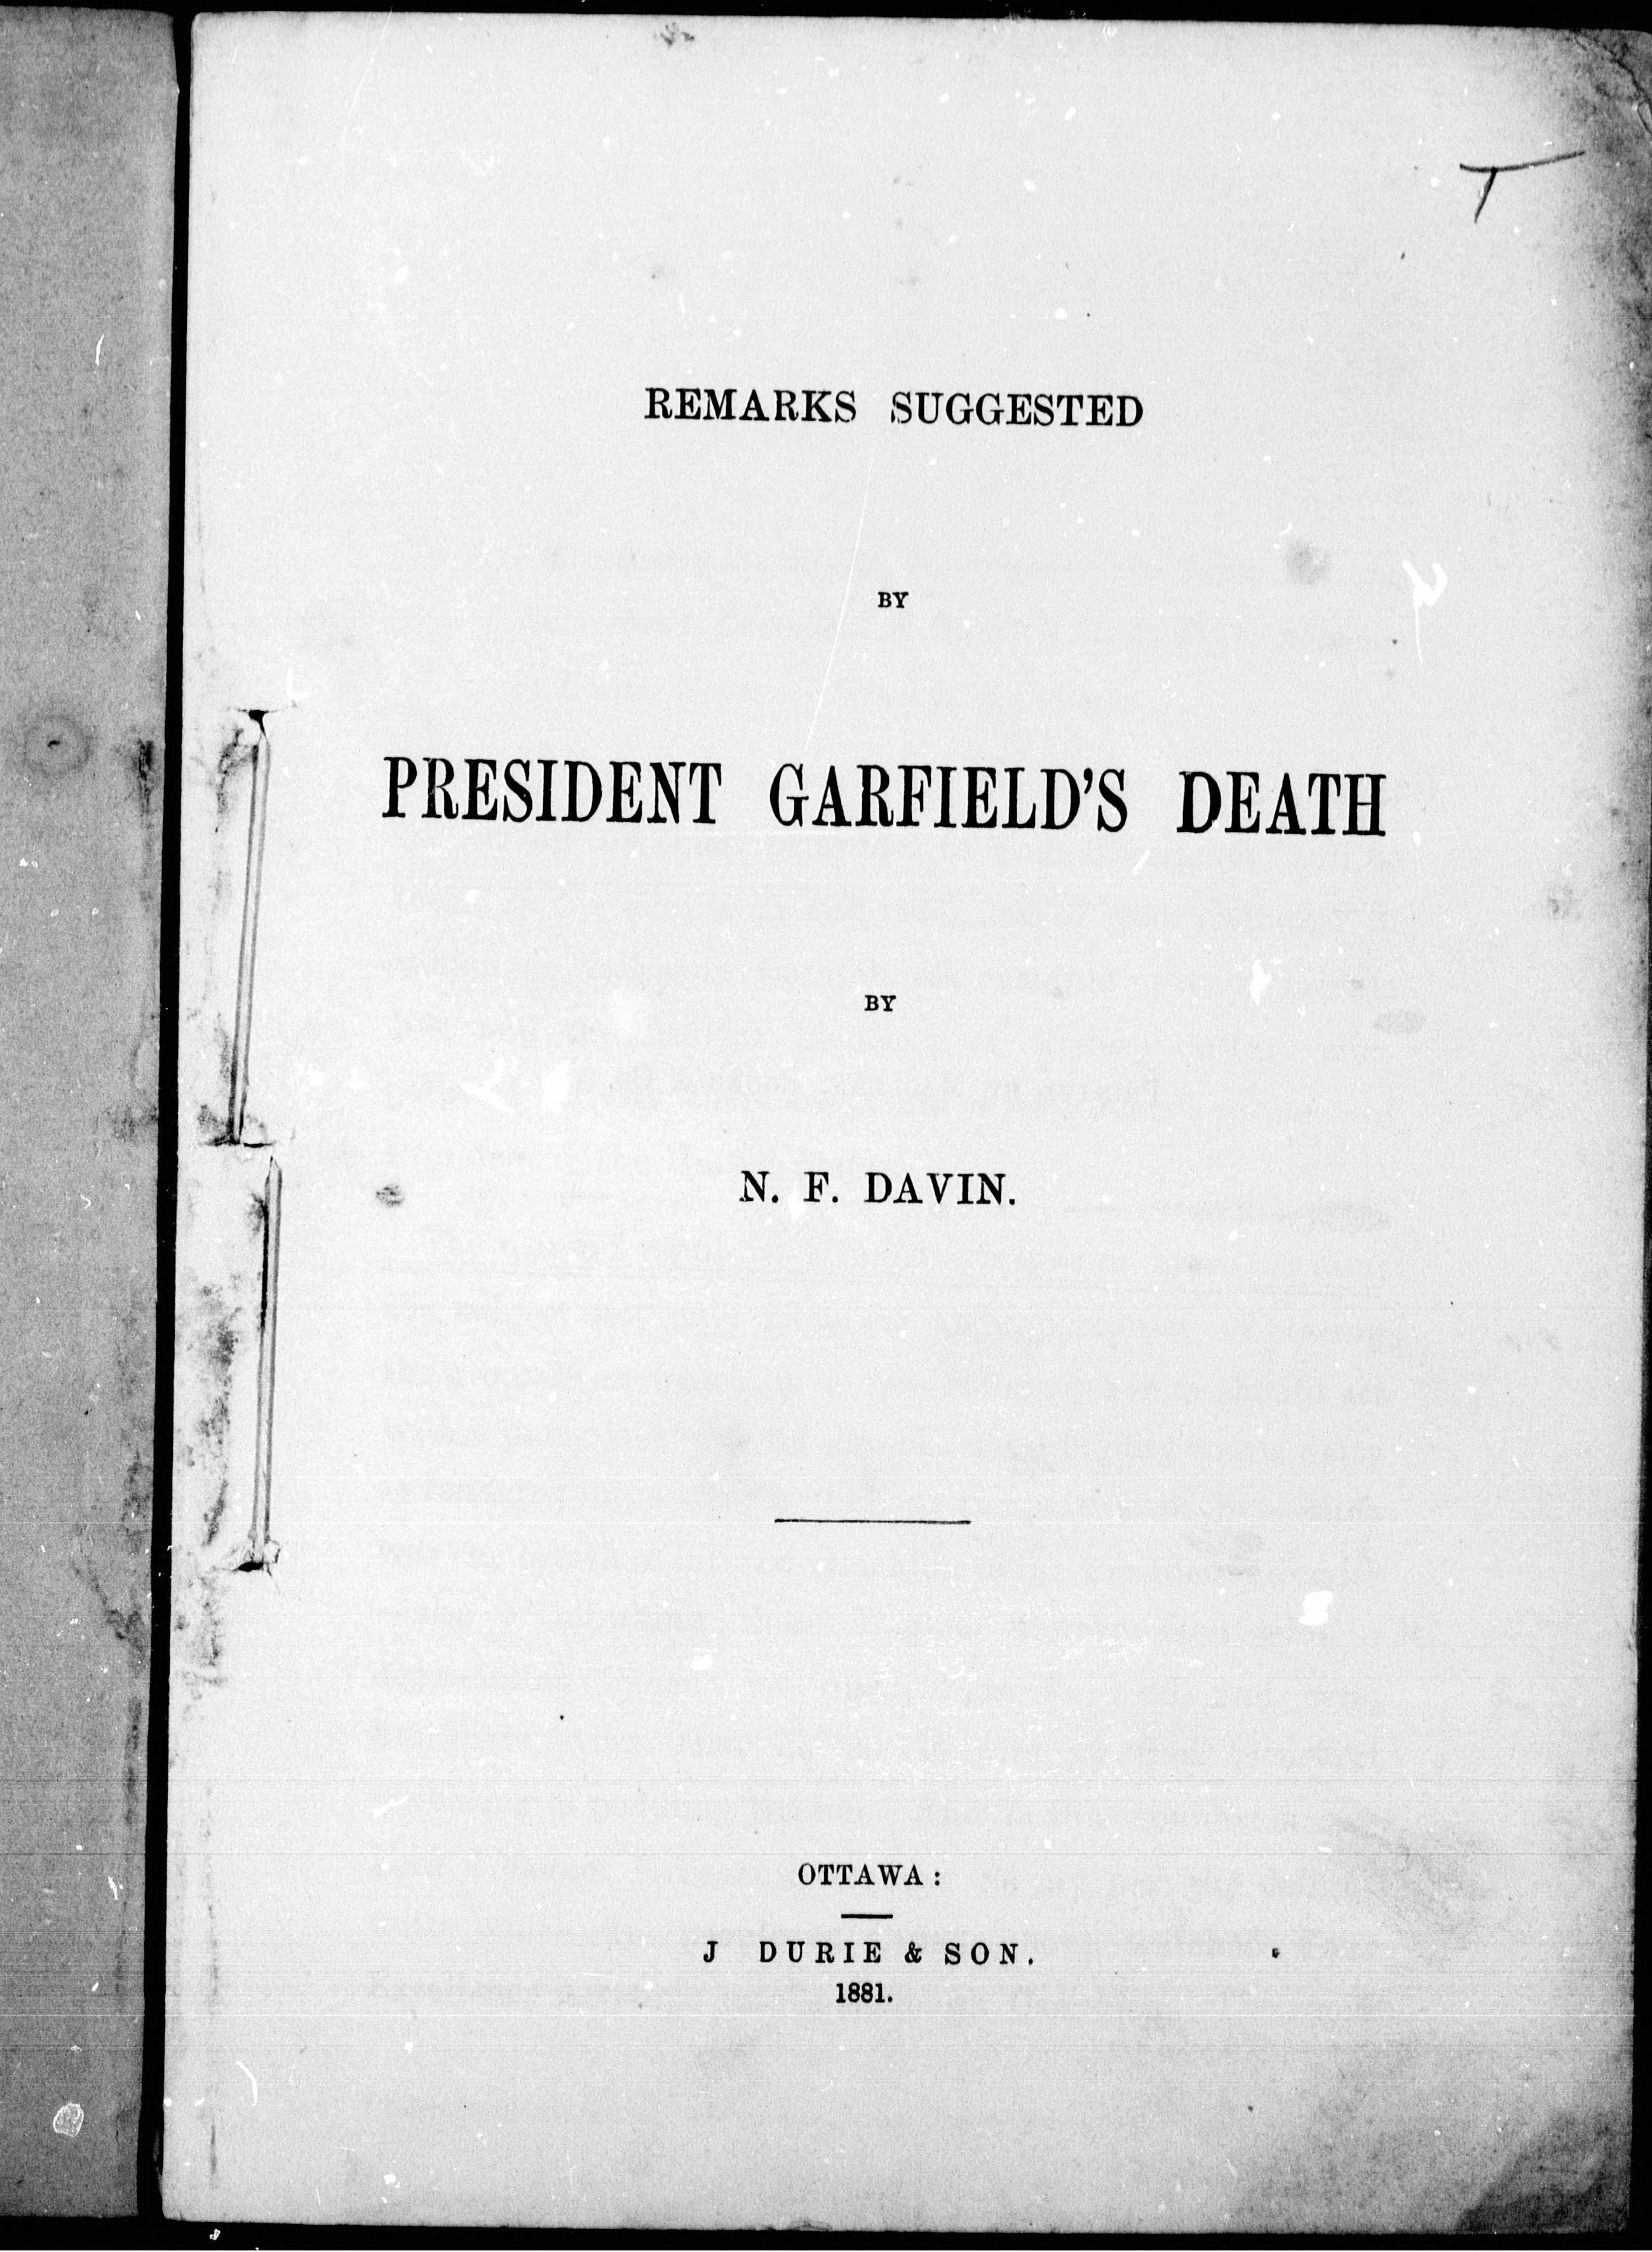 T
REMARKS SUGGESTED
BY
PRESIDENT GARFIELD'S DEATH
BY
N. F. DAVIN.
OTTAWA:
J DURIE & SON.
1881.